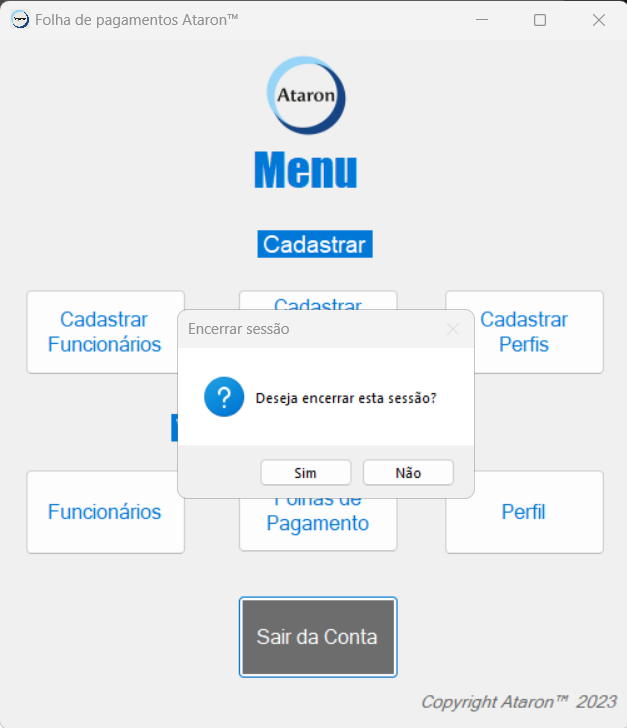 Folha de pagamentos Ataron™
Ataron
Menu
Cadastrar
Cadastrar
Funcionários
Cadastrar
Cadastrar
Perfis
Encerrar sessão
Deseja encerrar esta sessão?
Sim
Não
Funcionários
Folhas de
Pagamento
Perfil
Sair da Conta
Copyright Ataron™ 2023